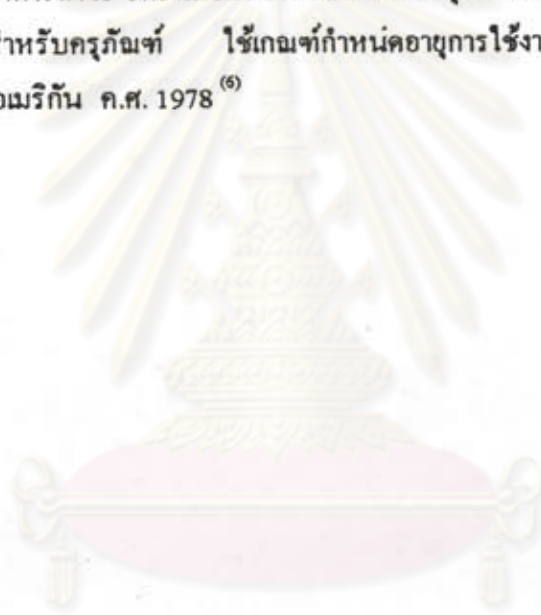 สำหรับครุภัณฑ์ ใช้เกณฑ์กำหนดอายุการใช้งา
อเมริกัน ค.ศ. 1978 (6)